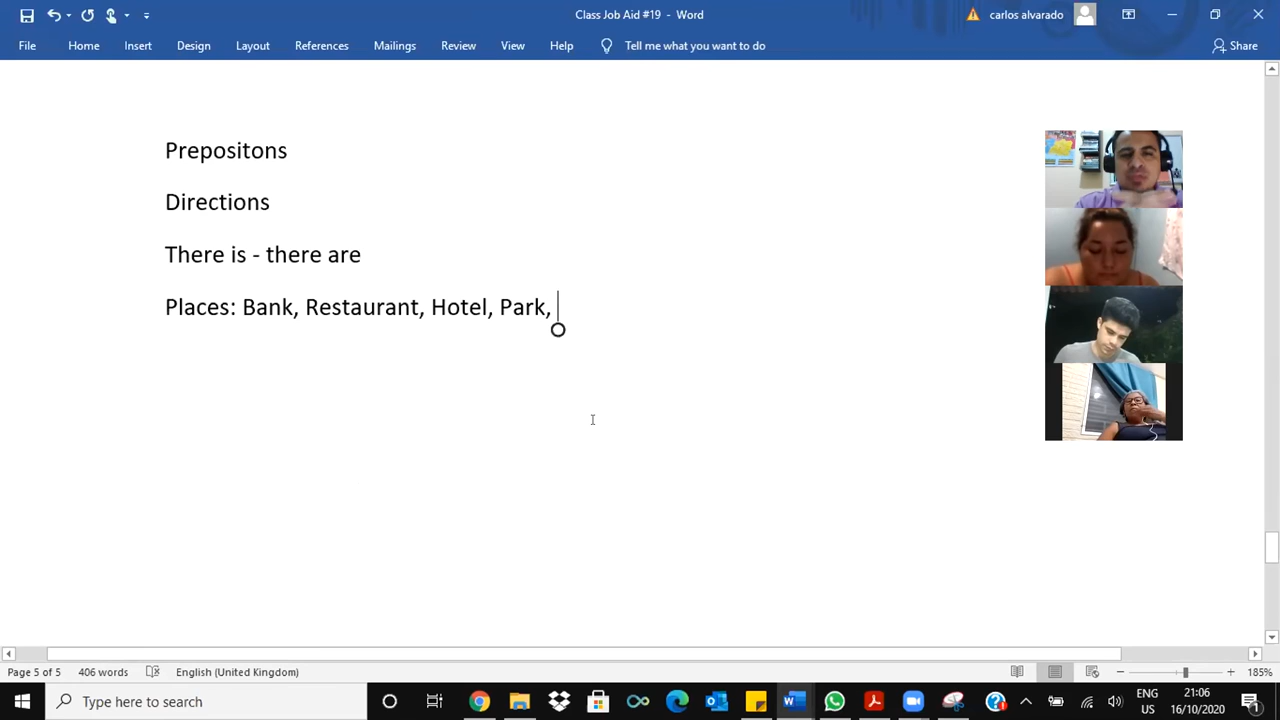 Class Job Aid #19 - Word
carlos alvarado
File Home Insert Design Layout References Mailings Review View Help Tell me what you want to do Share
Prepositons
Directions
There is - there are
Places: Bank, Restaurant, Hotel, Park,
Page 5 of 5 406 words English (United Kingdom) 185%
Type here to search
ENG 21:06
US 16/10/2020
1